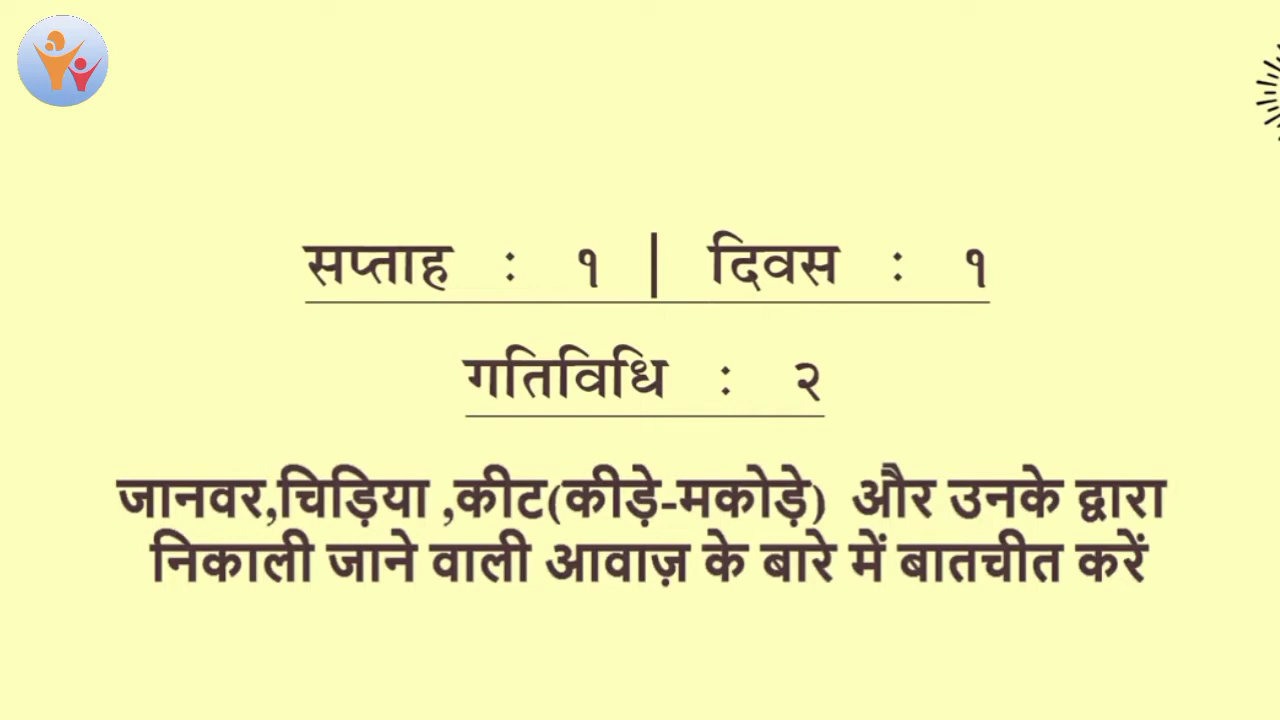 सप्ताह : १ | दिवस : १
गतिविधि : २
जानवर,चिड़िया ,कीट(कीड़े-मकोड़े) और उनके द्वारा
निकाली जाने वाली आवाज़ के बारे में बातचीत करें